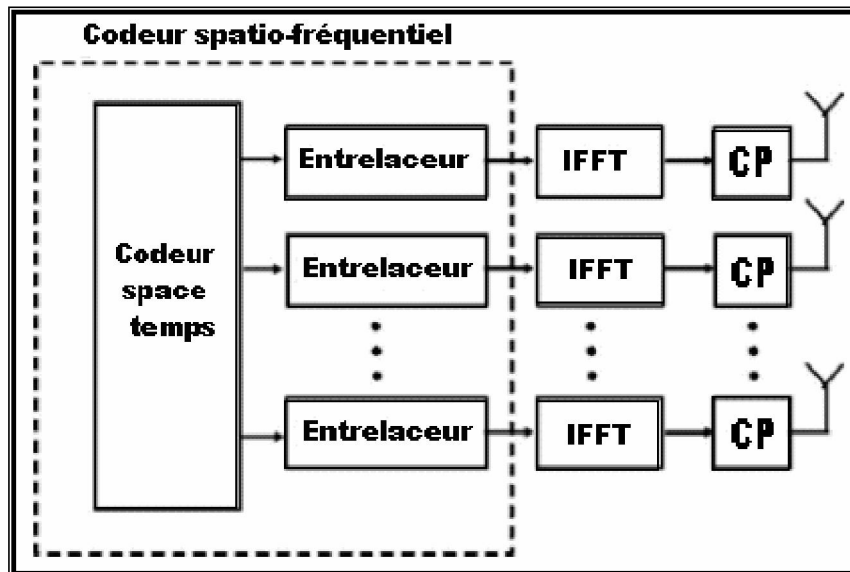 Codeur spatio-fréquentiel
Codeur
space
temps
Entrelaceur
IFFT
CP
Entrelaceur
IFFT
CP
Entrelaceur
IFFT
CP